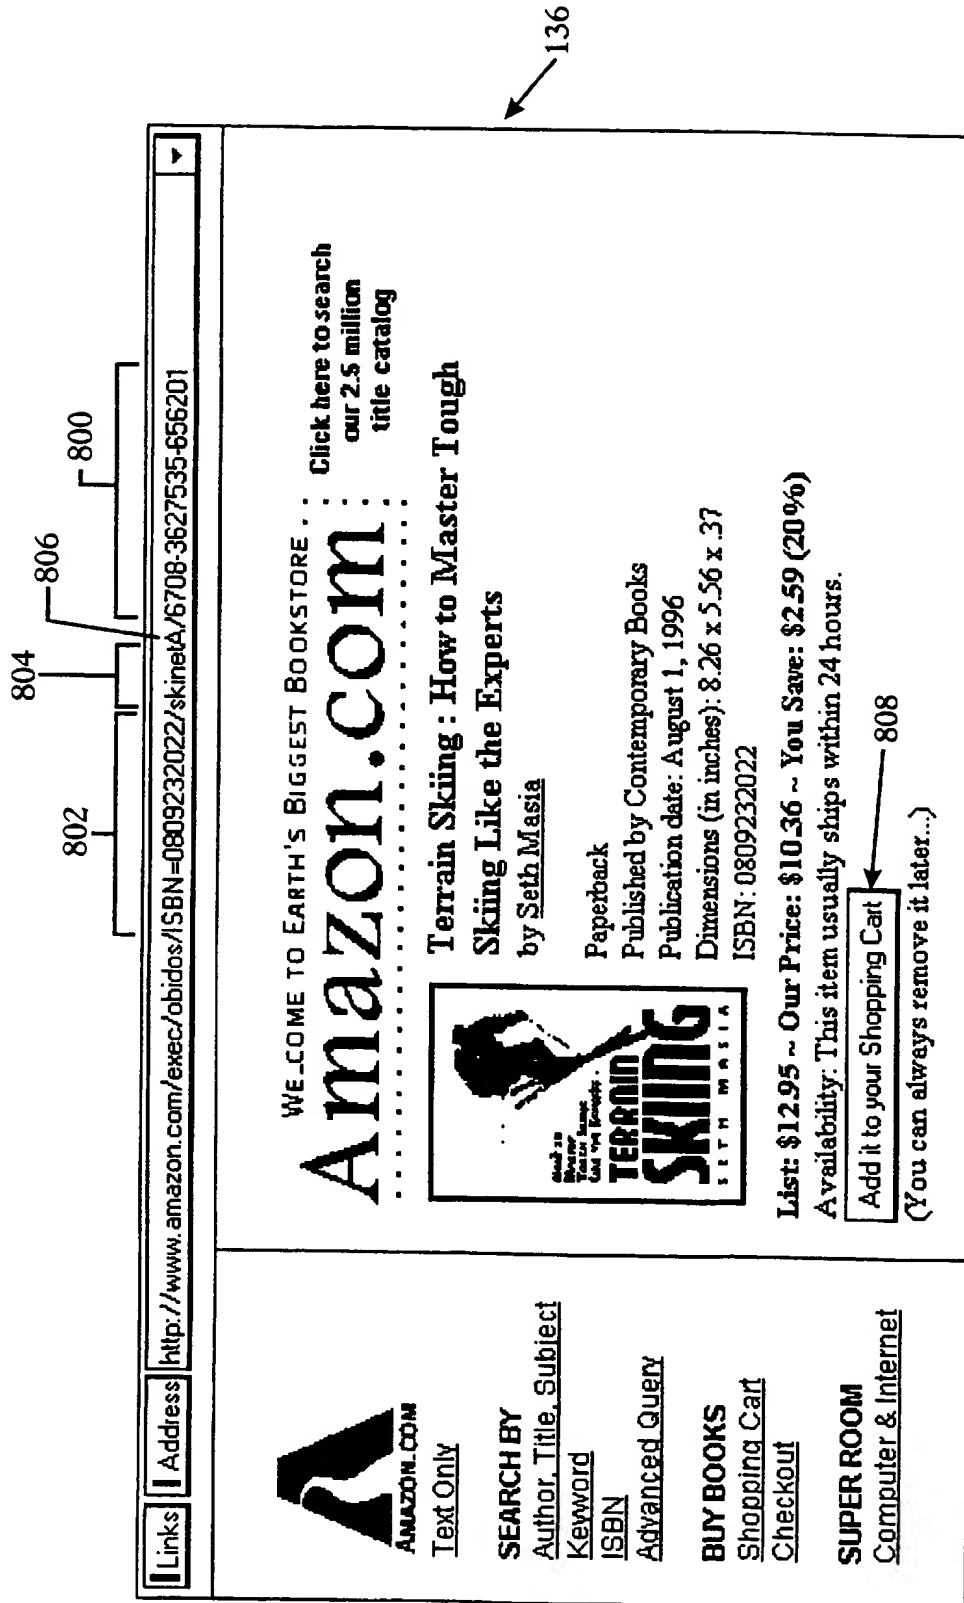 802
804
806
800
136
Links
Address
http://www.amazon.com/exec/obidos/ISBN=0809232022/skinetA/6708-3627535-656201
AMAZON.COM
Text Only
SEARCH BY
Author, Title, Subject
Keyword
ISBN
Advanced Query
BUY BOOKS
Shopping Cart
Checkout
SUPER ROOM
Computer & Internet
WELCOME TO EARTH'S BIGGEST BOOKSTORE
Amazon.com
Click here to search
our 2.5 million
title catalog
Terrain Skiing : How to Master Tough
Skiing Like the Experts
by Seth Masia
TERRAIN
SKIING
SETH MASIA
Paperback
Published by Contemporary Books
Publication date: August 1, 1996
Dimensions (in inches): 8.26 x 5.56 x .37
ISBN: 0809232022
List: $12.95 ~ Our Price: $10.36 ~ You Save: $2.59 (20%)
Availability: This item usually ships within 24 hours.
Add it to your Shopping Cart
808
(You can always remove it later...)